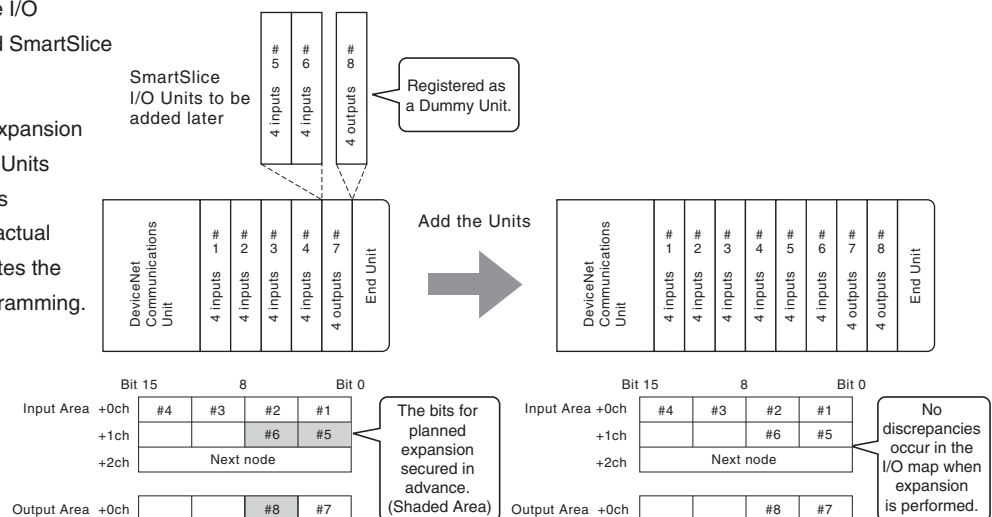 e I/O
d SmartSlice
xpansion
Units
s
actual
tes the
ramming.
SmartSlice
I/O Units to be
added later
#5 4 inputs
#6 4 inputs
#8 4 outputs
Registered as
a Dummy Unit.
DeviceNet
Communications
Unit
#1 4 inputs
#2 4 inputs
#3 4 inputs
#4 4 inputs
#7 4 outputs
End Unit
Add the Units
DeviceNet
Communications
Unit
#1 4 inputs
#2 4 inputs
#3 4 inputs
#4 4 inputs
#5 4 inputs
#6 4 inputs
#7 4 outputs
#8 4 outputs
End Unit
Bit 15 8 Bit 0
Input Area +0ch #4 #3 #2 #1
+1ch #6 #5
+2ch Next node
Output Area +0ch #8 #7
The bits for
planned
expansion
secured in
advance.
(Shaded Area)
Bit 15 8 Bit 0
Input Area +0ch #4 #3 #2 #1
+1ch #6 #5
+2ch Next node
Output Area +0ch #8 #7
No
discrepancies
occur in the
I/O map when
expansion
is performed.